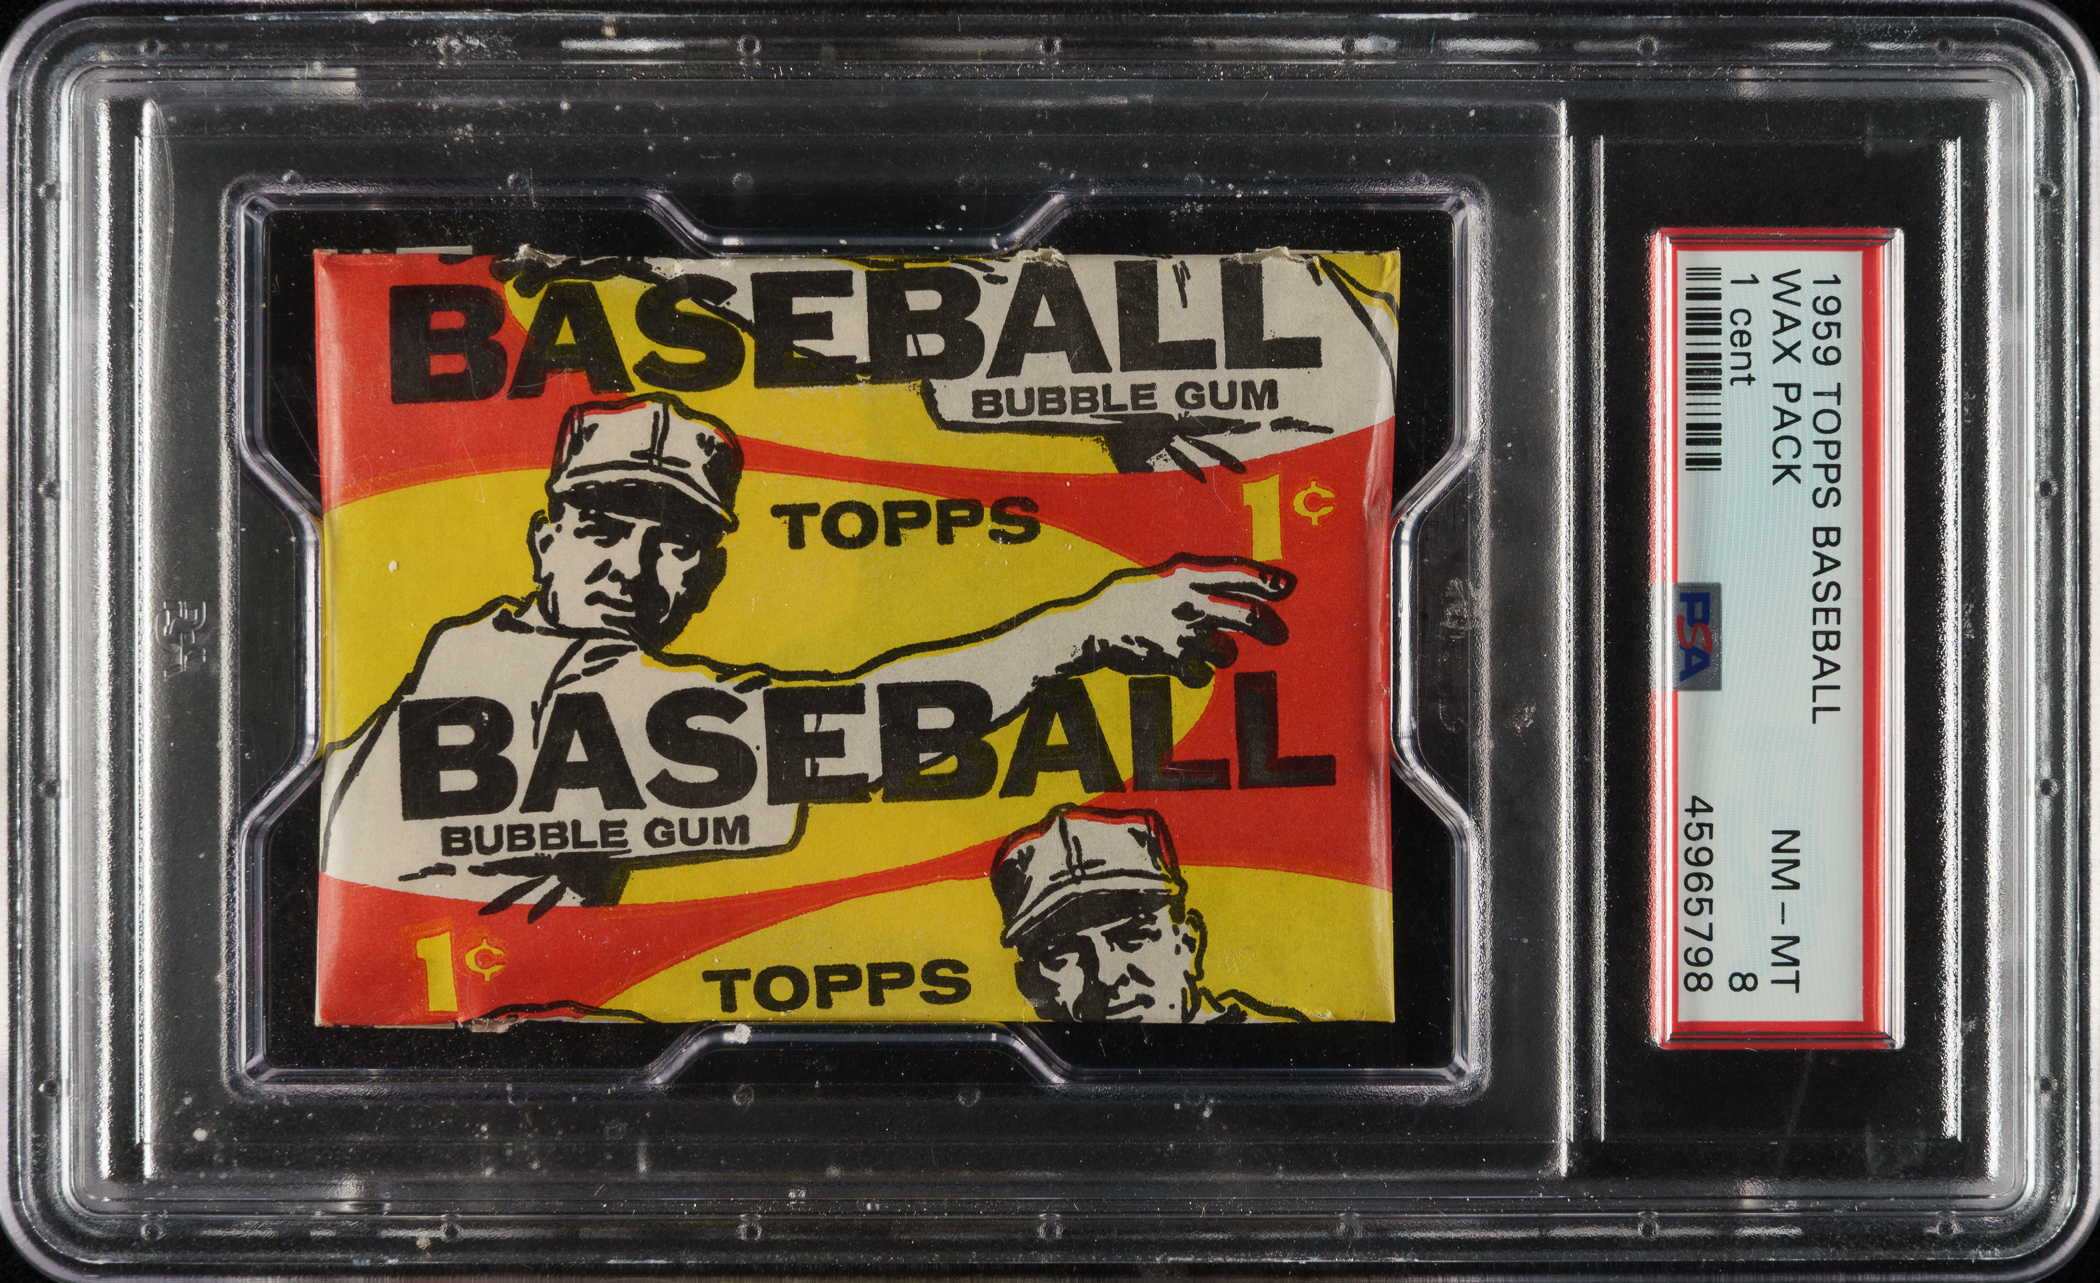 BASEBALL
BUBBLE GUM
TOPPS
1¢
BASEBALL
BUBBLE GUM
1¢
TOPPS
1959 TOPPS BASEBALL
WAX PACK NM-MT
1 cent 8
45965798
PSA
PSA